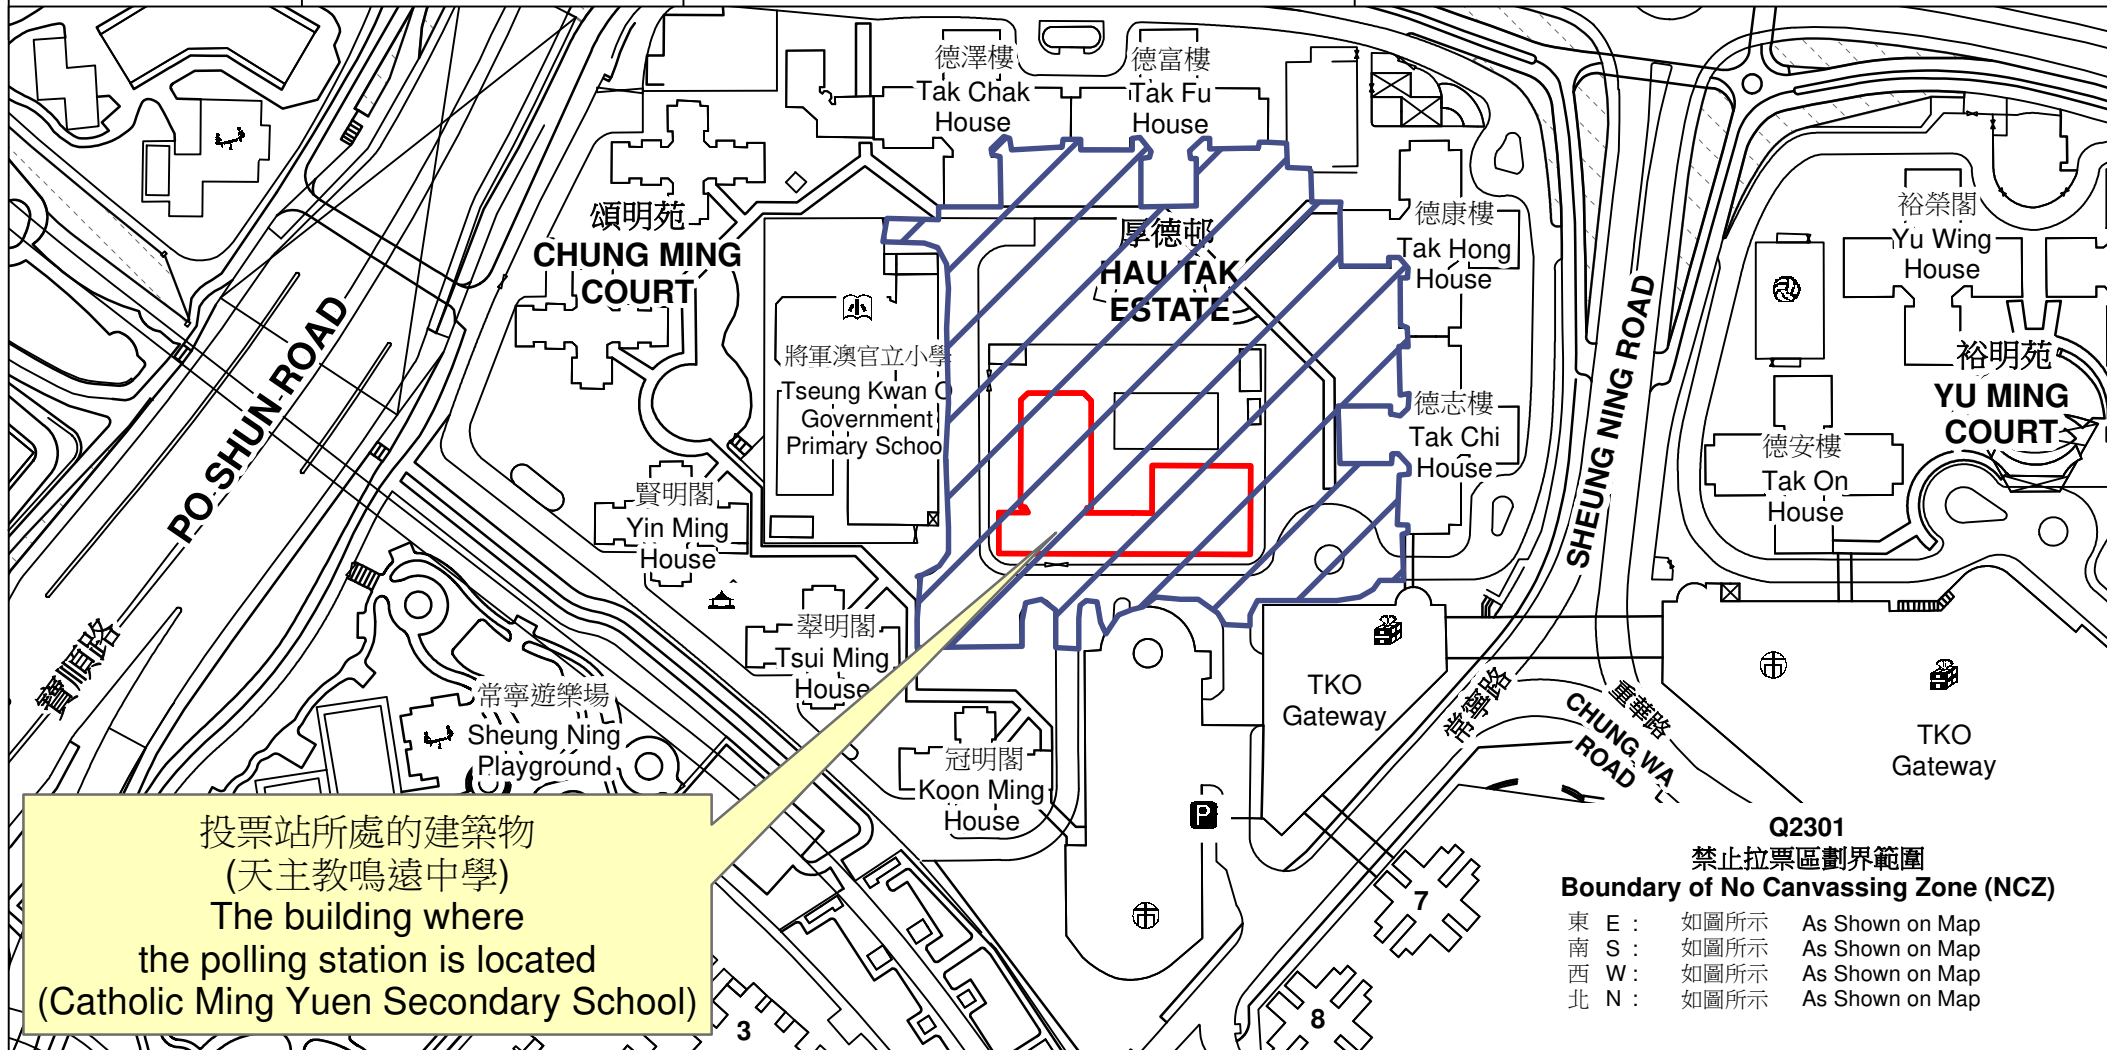 德澤樓
Tak Chak
House
德富樓
Tak Fu
House
頌明苑
CHUNG MING
COURT
厚德邨
HAU TAK
ESTATE
德康樓
Tak Hong
House
裕榮閣
Yu Wing
House
將軍澳官立小學
Tseung Kwan O
Government
Primary School
PO SHUN ROAD
寶順路
SHEUNG NING ROAD
常寧路
裕明苑
YU MING
COURT
德志樓
Tak Chi
House
德安樓
Tak On
House
賢明閣
Yin Ming
House
翠明閣
Tsui Ming
House
常寧遊樂場
Sheung Ning
Playground
冠明閣
Koon Ming
House
TKO
Gateway
重華路
CHUNG WA
ROAD
TKO
Gateway
P
7
8
3
投票站所處的建築物
(天主教鳴遠中學)
The building where
the polling station is located
(Catholic Ming Yuen Secondary School)
Q2301
禁止拉票區劃界範圍
Boundary of No Canvassing Zone (NCZ)
東 E : 如圖所示 As Shown on Map
南 S : 如圖所示 As Shown on Map
西 W : 如圖所示 As Shown on Map
北 N : 如圖所示 As Shown on Map